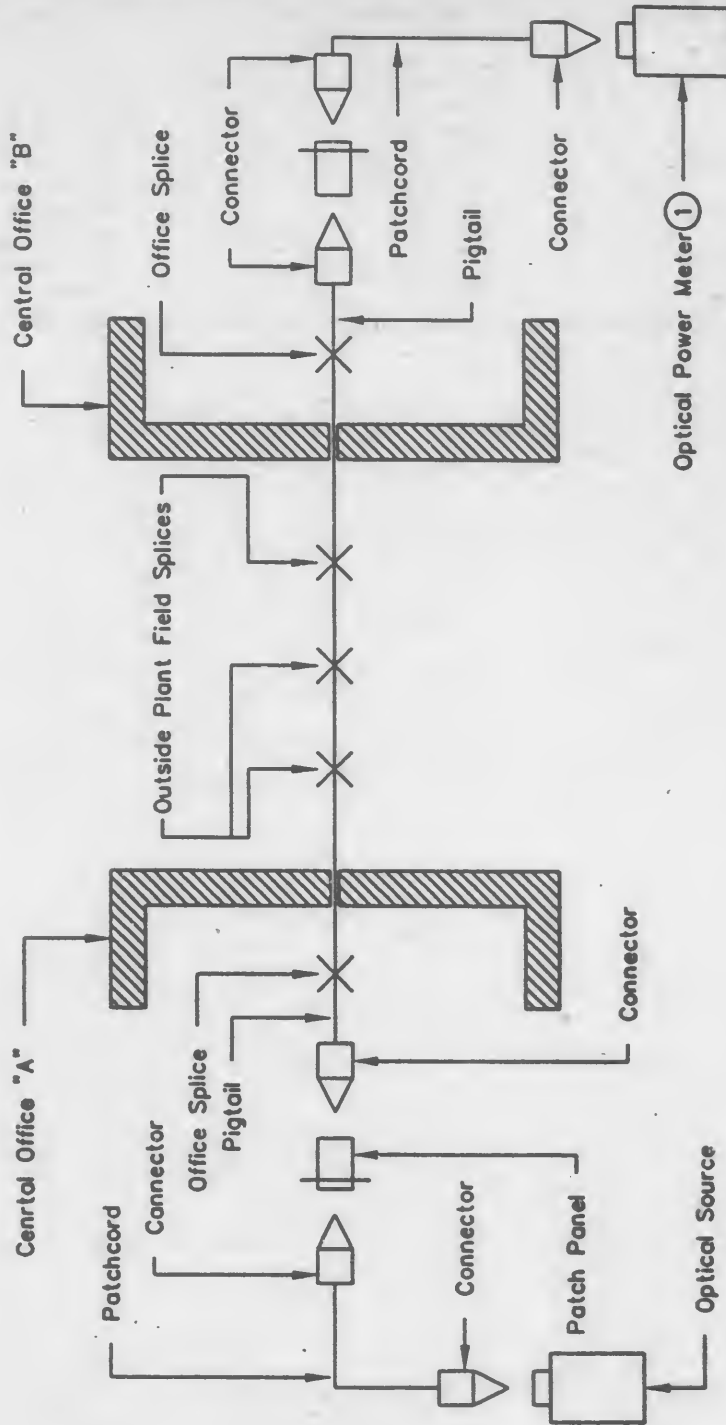 Central Office "B"
Office Splice
Connector
Patchcord
Pigtail
Connector
Optical Power Meter 1
Outside Plant Field Splices
Cenrtal Office "A"
Office Splice
Pigtail
Connector
Patchcord
Connector
Connector
Patch Panel
Optical Source